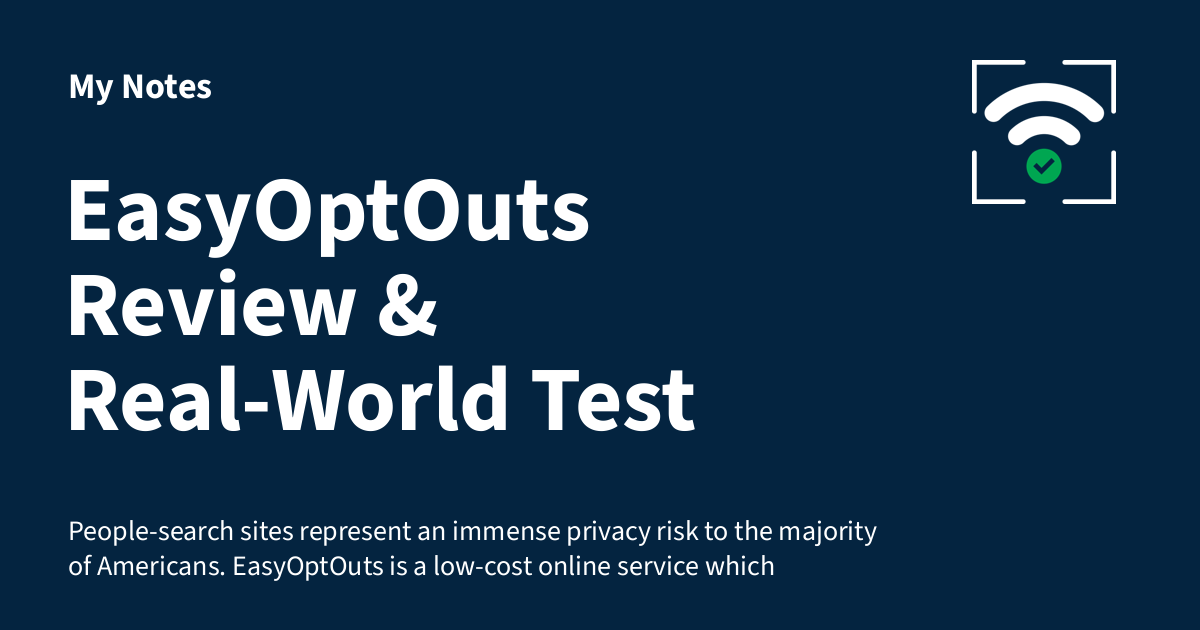 My Notes
EasyOptOuts
Review &
Real-World Test
People-search sites represent an immense privacy risk to the majority
of Americans. EasyOptOuts is a low-cost online service which